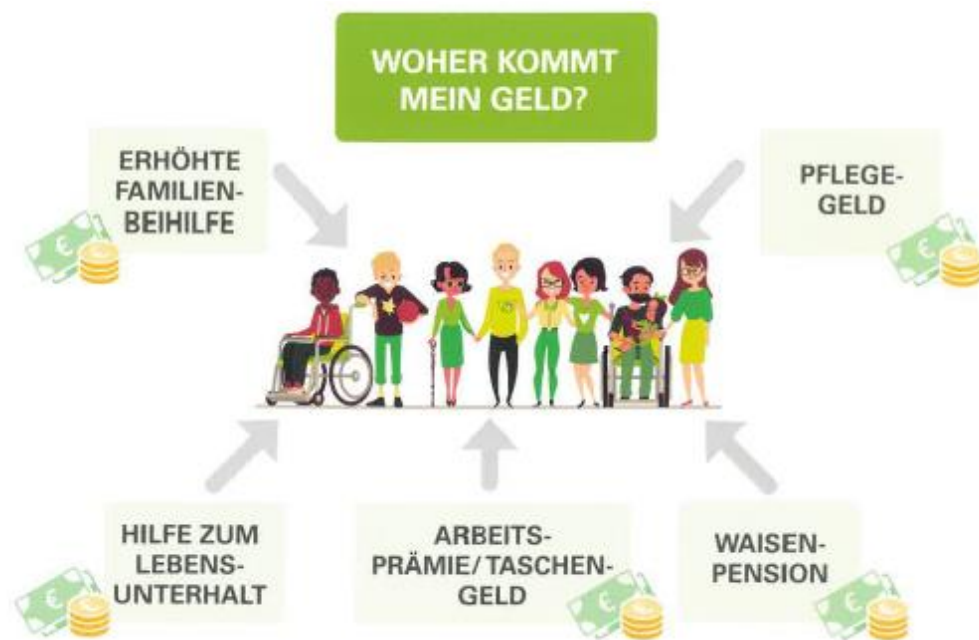 WOHER KOMMT
MEIN GELD?
ERHÖHTE
FAMILIEN-
BEIHILFE
PFLEGE-
GELD
HILFE ZUM
LEBENS-
UNTERHALT
ARBEITS-
PRÄMIE/TASCHEN-
GELD
WAISEN-
PENSION